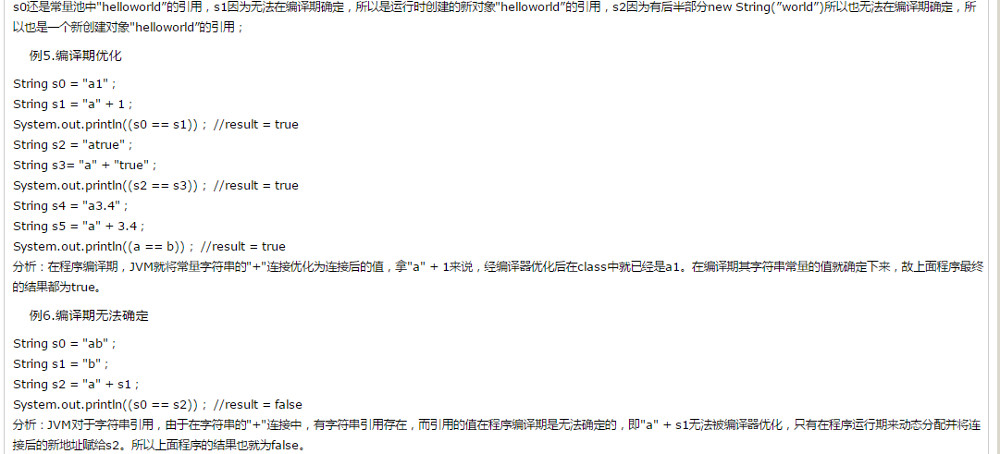 s0还是常量池中"helloworld”的引用，s1因为无法在编译期确定，所以是运行时创建的新对象"helloworld”的引用，s2因为有后半部分new String(”world”)所以也无法在编译期确定，所
以也是一个新创建对象"helloworld”的引用；
例5.编译期优化
String s0 = "a1"；
String s1 = "a" + 1；
System.out.println((s0 == s1))； //result = true
String s2 = "atrue"；
String s3= "a" + "true"；
System.out.println((s2 == s3))； //result = true
String s4 = "a3.4"；
String s5 = "a" + 3.4；
System.out.println((a == b))； //result = true
分析：在程序编译期，JVM就将常量字符串的"+"连接优化为连接后的值，拿"a" + 1来说，经编译器优化后在class中就已经是a1。在编译期其字符串常量的值就确定下来，故上面程序最终
的结果都为true。
例6.编译期无法确定
String s0 = "ab"；
String s1 = "b"；
String s2 = "a" + s1；
System.out.println((s0 == s2))； //result = false
分析：JVM对于字符串引用，由于在字符串的"+"连接中，有字符串引用存在，而引用的值在程序编译期是无法确定的，即"a" + s1无法被编译器优化，只有在程序运行期来动态分配并将连
接后的新地址赋给s2。所以上面程序的结果也就为false。